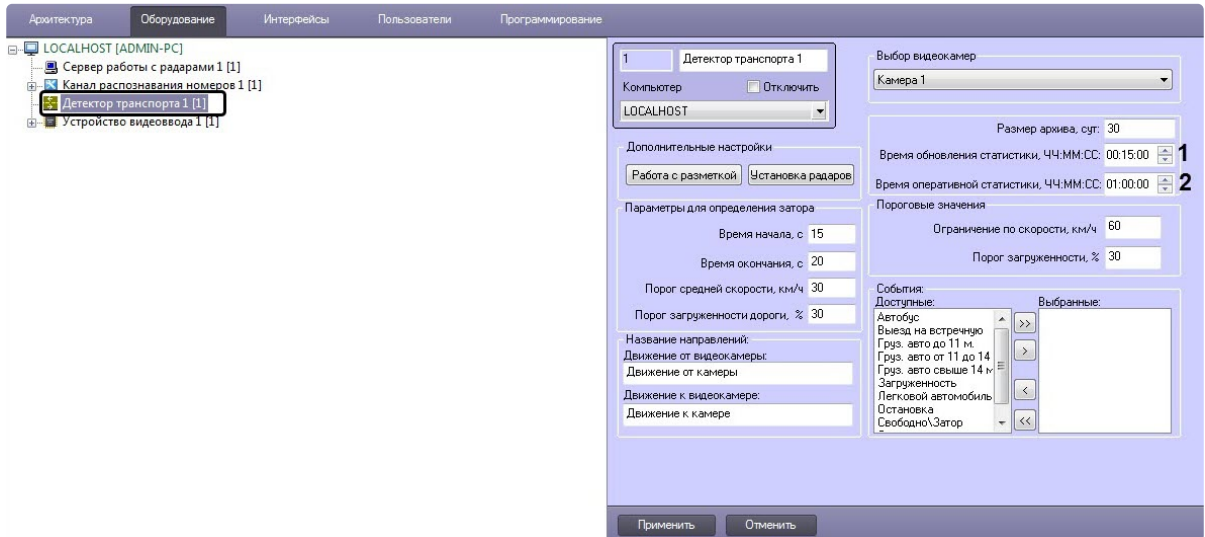 Архитектура Оборудование Интерфейсы Пользователи Программирование
LOCALHOST [ADMIN-PC]
Сервер работы с радарами 1 [1]
Канал распознавания номеров 1 [1]
Детектор транспорта 1 [1]
Устройство видеоввода 1 [1]
1 Детектор транспорта 1
Компьютер Отключить
LOCALHOST
Дополнительные настройки
Работа с разметкой Установка радаров
Параметры для определения затора
Время начала, с 15
Время окончания, с 20
Порог средней скорости, км/ч 30
Порог загруженности дороги, % 30
Название направлений:
Движение от видеокамеры:
Движение от камеры
Движение к видеокамере:
Движение к камере
Выбор видеокамер
Камера 1
Размер архива, сут: 30
Время обновления статистики, ЧЧ:ММ:СС: 00:15:00 1
Время оперативной статистики, ЧЧ:ММ:СС: 01:00:00 2
Пороговые значения
Ограничение по скорости, км/ч 60
Порог загруженности, % 30
События:
Доступные: Выбранные:
Автобус
Выезд на встречную
Груз. авто до 11 м.
Груз. авто от 11 до 14
Груз. авто свыше 14 м
Загруженность
Легковой автомобиль
Остановка
Свободно\Затор
>>
>
<
<<
Применить Отменить